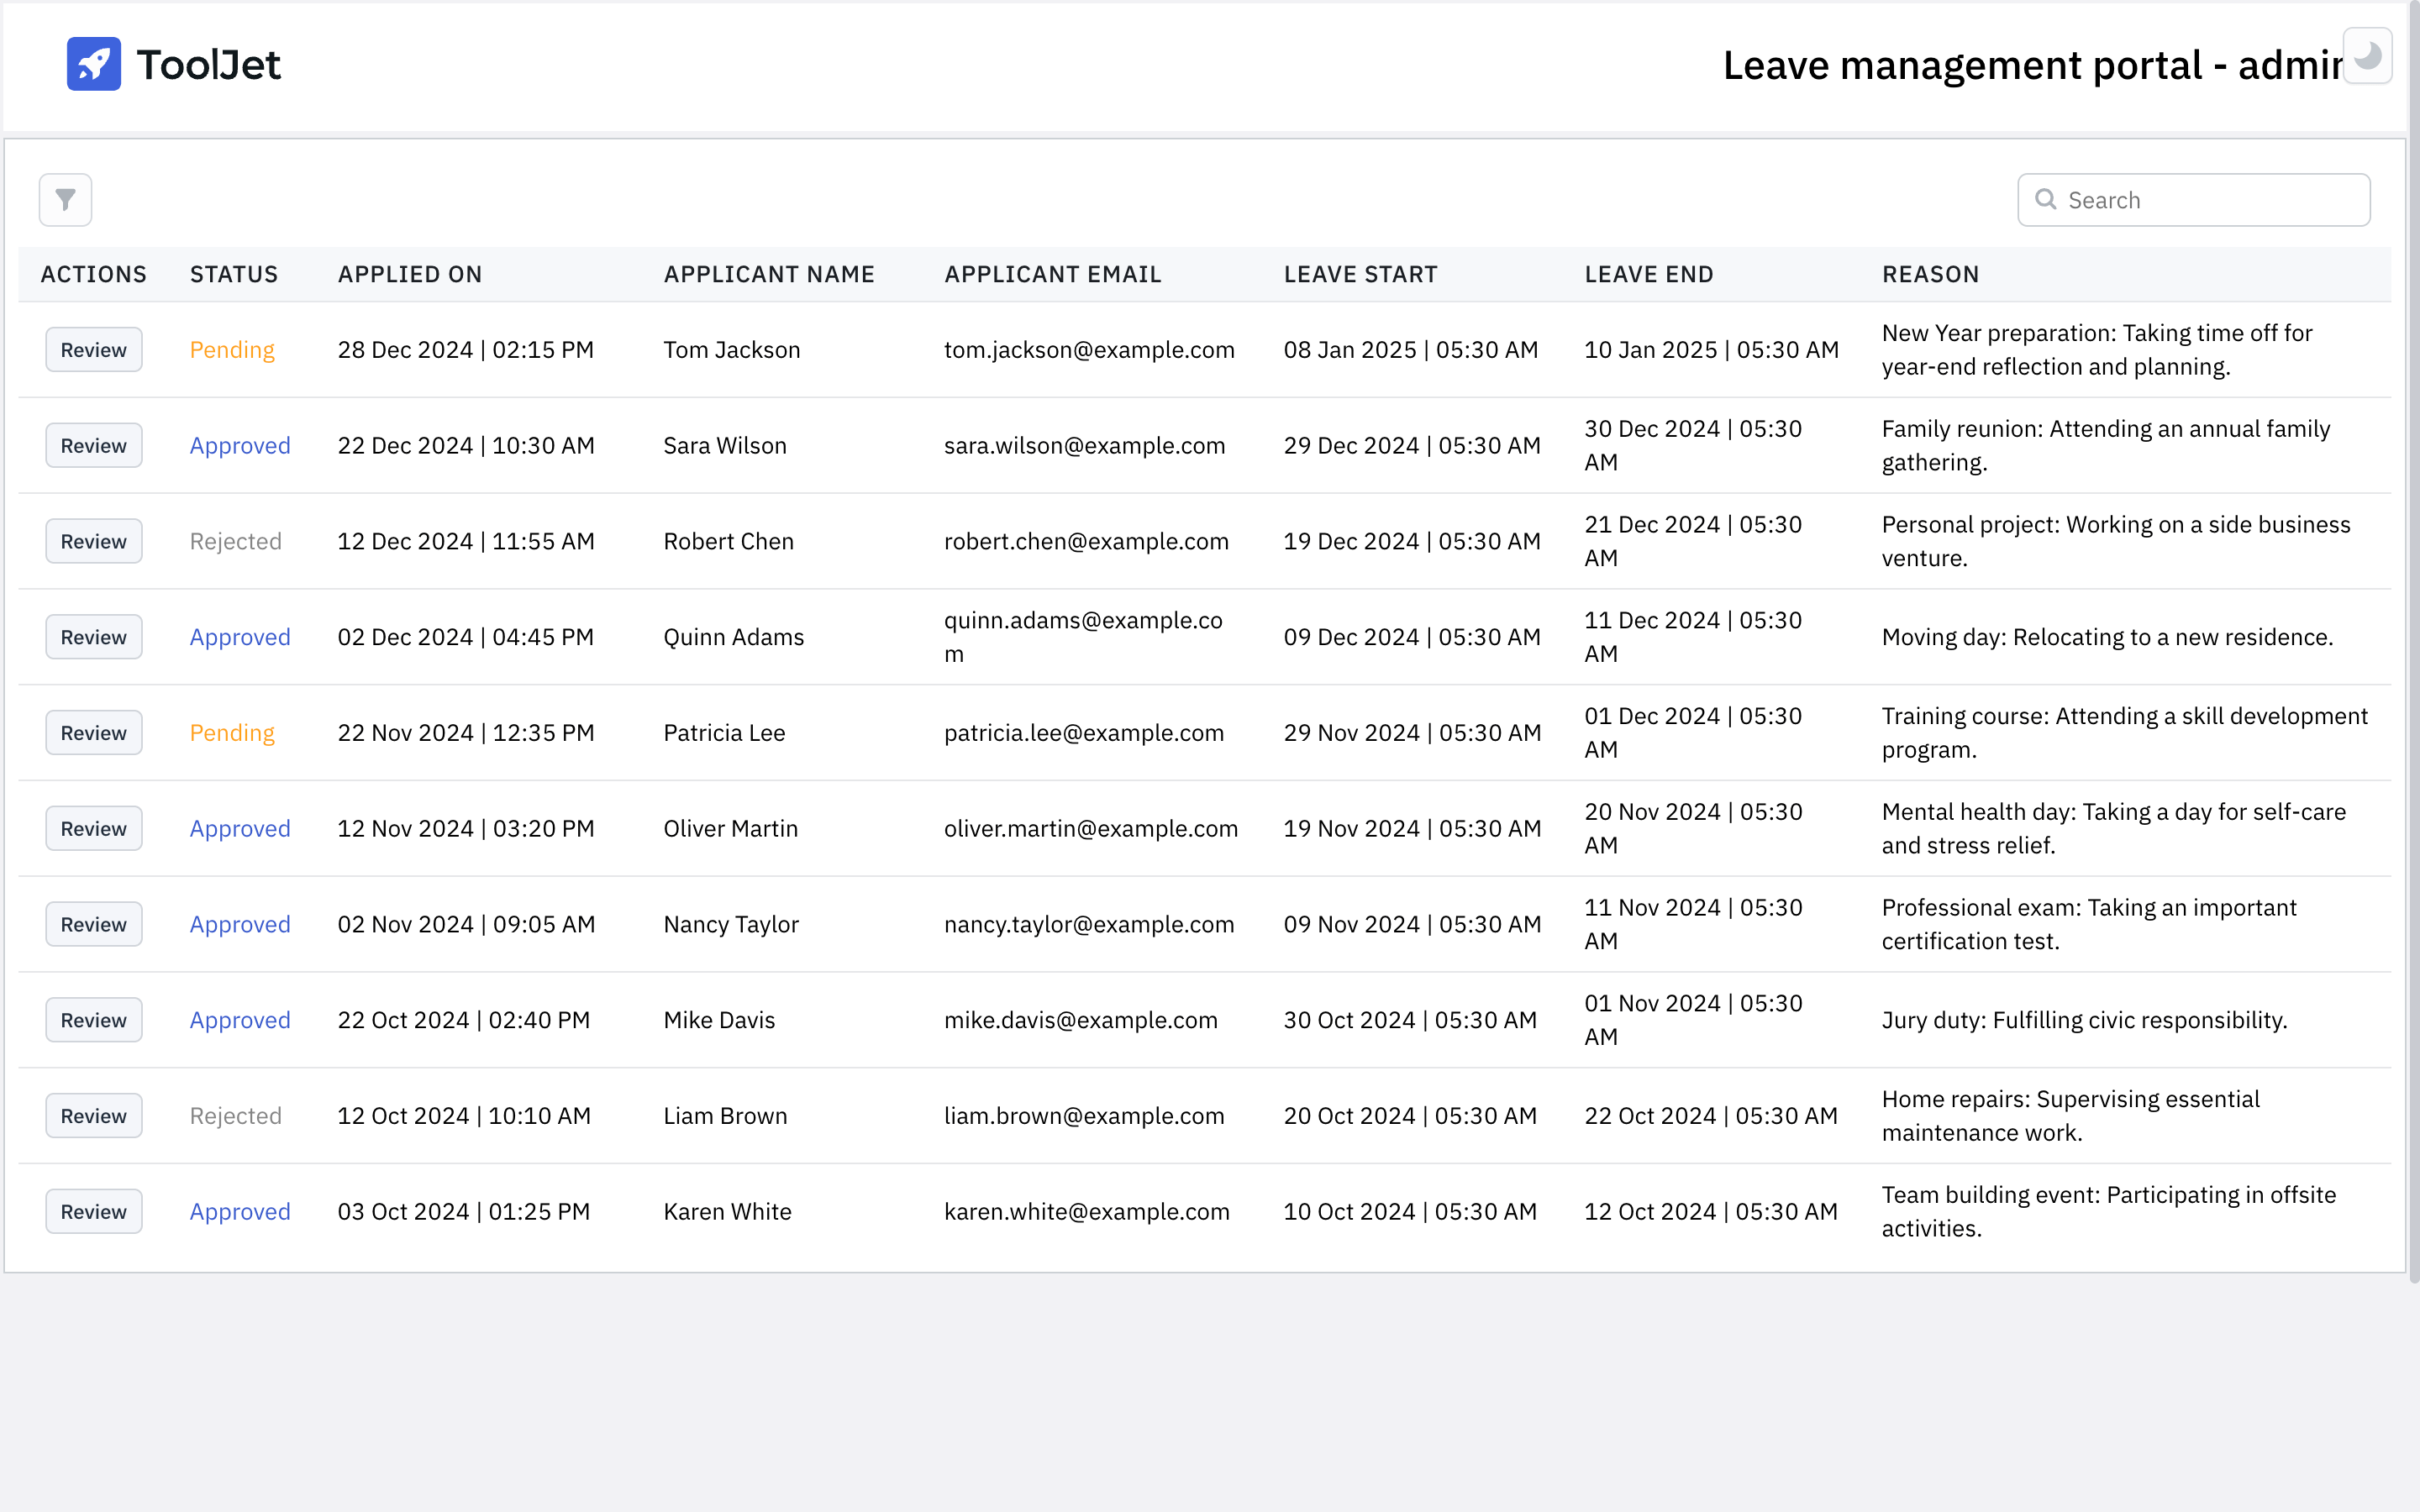 ToolJet
Leave management portal - admin
Search
ACTIONS STATUS APPLIED ON APPLICANT NAME APPLICANT EMAIL LEAVE START LEAVE END REASON
Review Pending 28 Dec 2024 | 02:15 PM Tom Jackson tom.jackson@example.com 08 Jan 2025 | 05:30 AM 10 Jan 2025 | 05:30 AM New Year preparation: Taking time off for
year-end reflection and planning.
Review Approved 22 Dec 2024 | 10:30 AM Sara Wilson sara.wilson@example.com 29 Dec 2024 | 05:30 AM 30 Dec 2024 | 05:30
AM
Family reunion: Attending an annual family
gathering.
Review Rejected 12 Dec 2024 | 11:55 AM Robert Chen robert.chen@example.com 19 Dec 2024 | 05:30 AM 21 Dec 2024 | 05:30
AM
Personal project: Working on a side business
venture.
Review Approved 02 Dec 2024 | 04:45 PM Quinn Adams quinn.adams@example.co
m
09 Dec 2024 | 05:30 AM 11 Dec 2024 | 05:30
AM
Moving day: Relocating to a new residence.
Review Pending 22 Nov 2024 | 12:35 PM Patricia Lee patricia.lee@example.com 29 Nov 2024 | 05:30 AM 01 Dec 2024 | 05:30
AM
Training course: Attending a skill development
program.
Review Approved 12 Nov 2024 | 03:20 PM Oliver Martin oliver.martin@example.com 19 Nov 2024 | 05:30 AM 20 Nov 2024 | 05:30
AM
Mental health day: Taking a day for self-care
and stress relief.
Review Approved 02 Nov 2024 | 09:05 AM Nancy Taylor nancy.taylor@example.com 09 Nov 2024 | 05:30 AM 11 Nov 2024 | 05:30
AM
Professional exam: Taking an important
certification test.
Review Approved 22 Oct 2024 | 02:40 PM Mike Davis mike.davis@example.com 30 Oct 2024 | 05:30 AM 01 Nov 2024 | 05:30
AM
Jury duty: Fulfilling civic responsibility.
Review Rejected 12 Oct 2024 | 10:10 AM Liam Brown liam.brown@example.com 20 Oct 2024 | 05:30 AM 22 Oct 2024 | 05:30 AM Home repairs: Supervising essential
maintenance work.
Review Approved 03 Oct 2024 | 01:25 PM Karen White karen.white@example.com 10 Oct 2024 | 05:30 AM 12 Oct 2024 | 05:30 AM Team building event: Participating in offsite
activities.